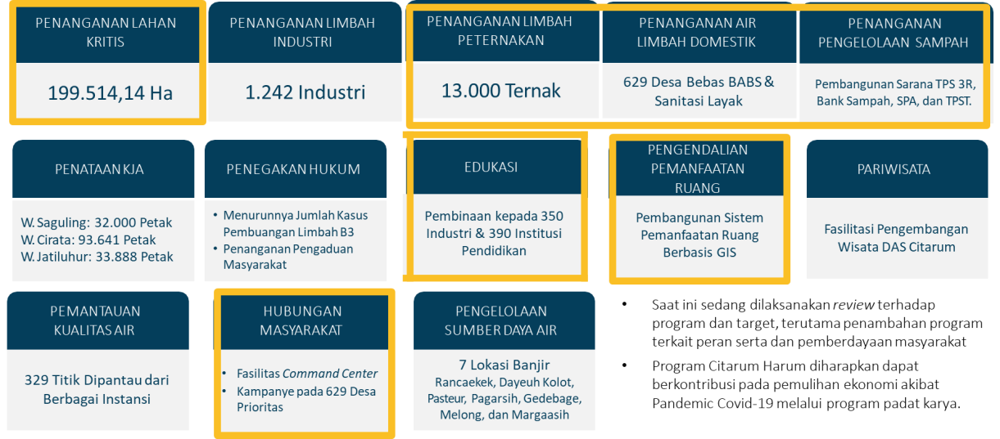 PENANGANAN LAHAN
KRITIS
199.514,14 Ha
PENANGANAN LIMBAH
INDUSTRI
1.242 Industri
PENANGANAN LIMBAH
PETERNAKAN
13.000 Ternak
PENANGANAN AIR
LIMBAH DOMESTIK
629 Desa Bebas BABS &
Sanitasi Layak
PENANGANAN
PENGELOLAAN SAMPAH
Pembangunan Sarana TPS 3R,
Bank Sampah, SPA, dan TPST.
PENATAAN KJA
W. Saguling: 32.000 Petak
W. Cirata: 93.641 Petak
W. Jatiluhur: 33.888 Petak
PENEGAKAN HUKUM
• Menurunnya Jumlah Kasus
Pembuangan Limbah B3
• Penanganan Pengaduan
Masyarakat
EDUKASI
Pembinaan kepada 350
Industri & 390 Institusi
Pendidikan
PENGENDALIAN
PEMANFAATAN
RUANG
Pembangunan Sistem
Pemanfaatan Ruang
Berbasis GIS
PARIWISATA
Fasilitasi Pengembangan
Wisata DAS Citarum
PEMANTAUAN
KUALITAS AIR
329 Titik Dipantau dari
Berbagai Instansi
HUBUNGAN
MASYARAKAT
• Fasilitas Command Center
• Kampanye pada 629 Desa
Prioritas
PENGELOLAAN
SUMBER DAYA AIR
7 Lokasi Banjir
Rancaekek, Dayeuh Kolot,
Pasteur, Pagarsih, Gedebage,
Melong, dan Margaasih
• Saat ini sedang dilaksanakan review terhadap
program dan target, terutama penambahan program
terkait peran serta dan pemberdayaan masyarakat
• Program Citarum Harum diharapkan dapat
berkontribusi pada pemulihan ekonomi akibat
Pandemic Covid-19 melalui program padat karya.